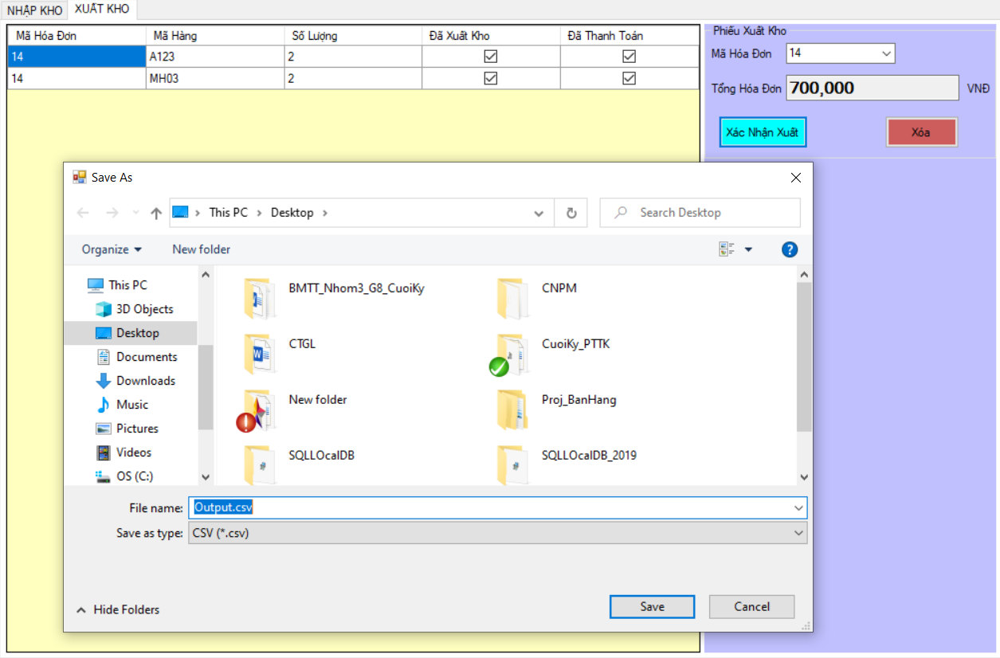 NHẬP KHO XUẤT KHO
Mã Hóa Đơn Mã Hàng Số Lượng Đã Xuất Kho Đã Thanh Toán
14 A123 2
14 MH03 2
Phiếu Xuất Kho
Mã Hóa Đơn 14
Tổng Hóa Đơn 700,000 VNĐ
Xác Nhận Xuất Xóa
Save As
This PC > Desktop >
Search Desktop
Organize New folder
This PC
3D Objects
Desktop
Documents
Downloads
Music
Pictures
Videos
OS (C:)
BMTT_Nhom3_G8_CuoiKy CNPM
CTGL CuoiKy_PTTK
New folder Proj_BanHang
SQLLOcalDB SQLLOcalDB_2019
File name: Output.csv
Save as type: CSV (*.csv)
Hide Folders Save Cancel